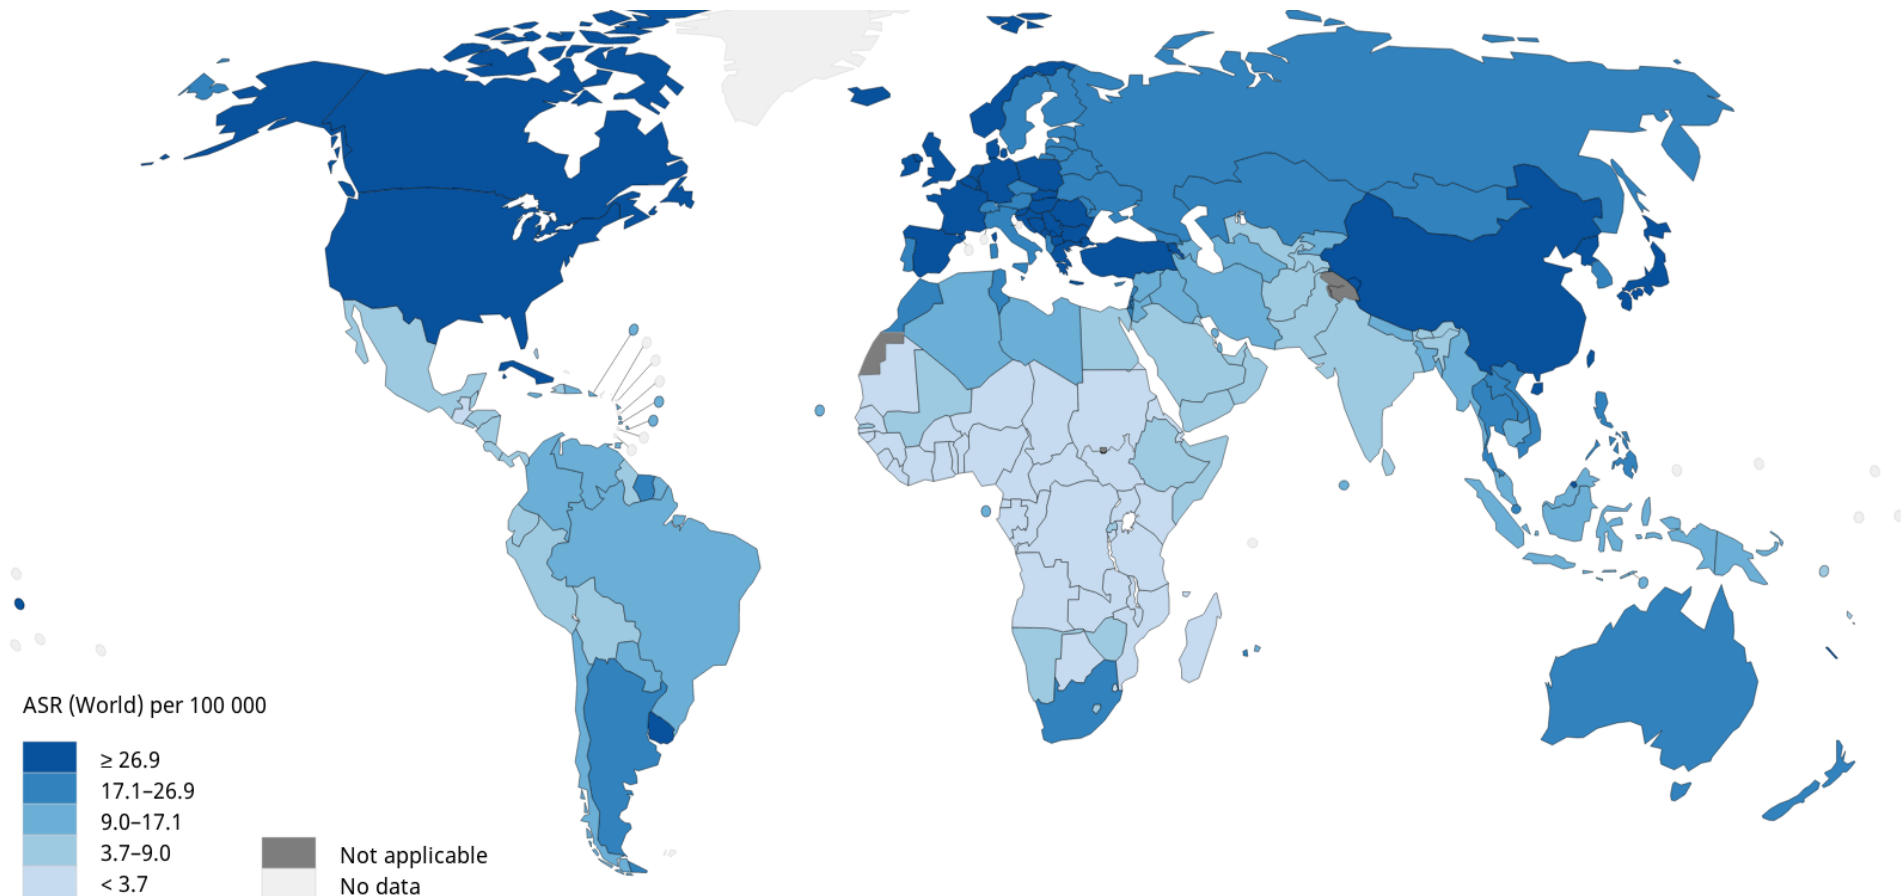 ASR (World) per 100 000
≥ 26.9
17.1–26.9
9.0–17.1
3.7–9.0
< 3.7
Not applicable
No data